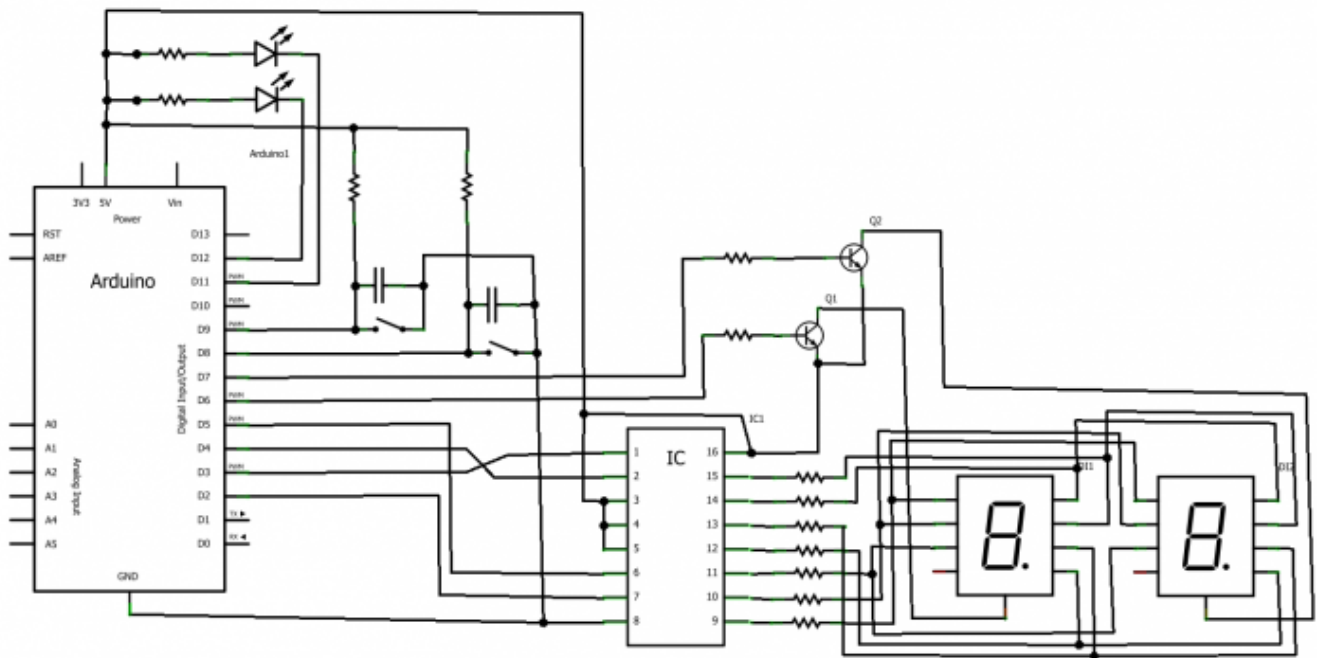 Arduino1
3V3 5V Vin
Power
RST D13
AREF D12
Arduino
D11 PWM
D10 PWM
D9 PWM
D8
D7
Digital Input/Output
D6 PWM
A0 D5 PWM
A1 D4
A2 D3 PWM
Analog Input
A3 D2
A4 D1 TX
A5 D0 RX
GND
Q2
Q1
IC1
IC
1 16
2 15
3 14
4 13
5 12
6 11
7 10
8 9
DI1
8.
DI2
8.